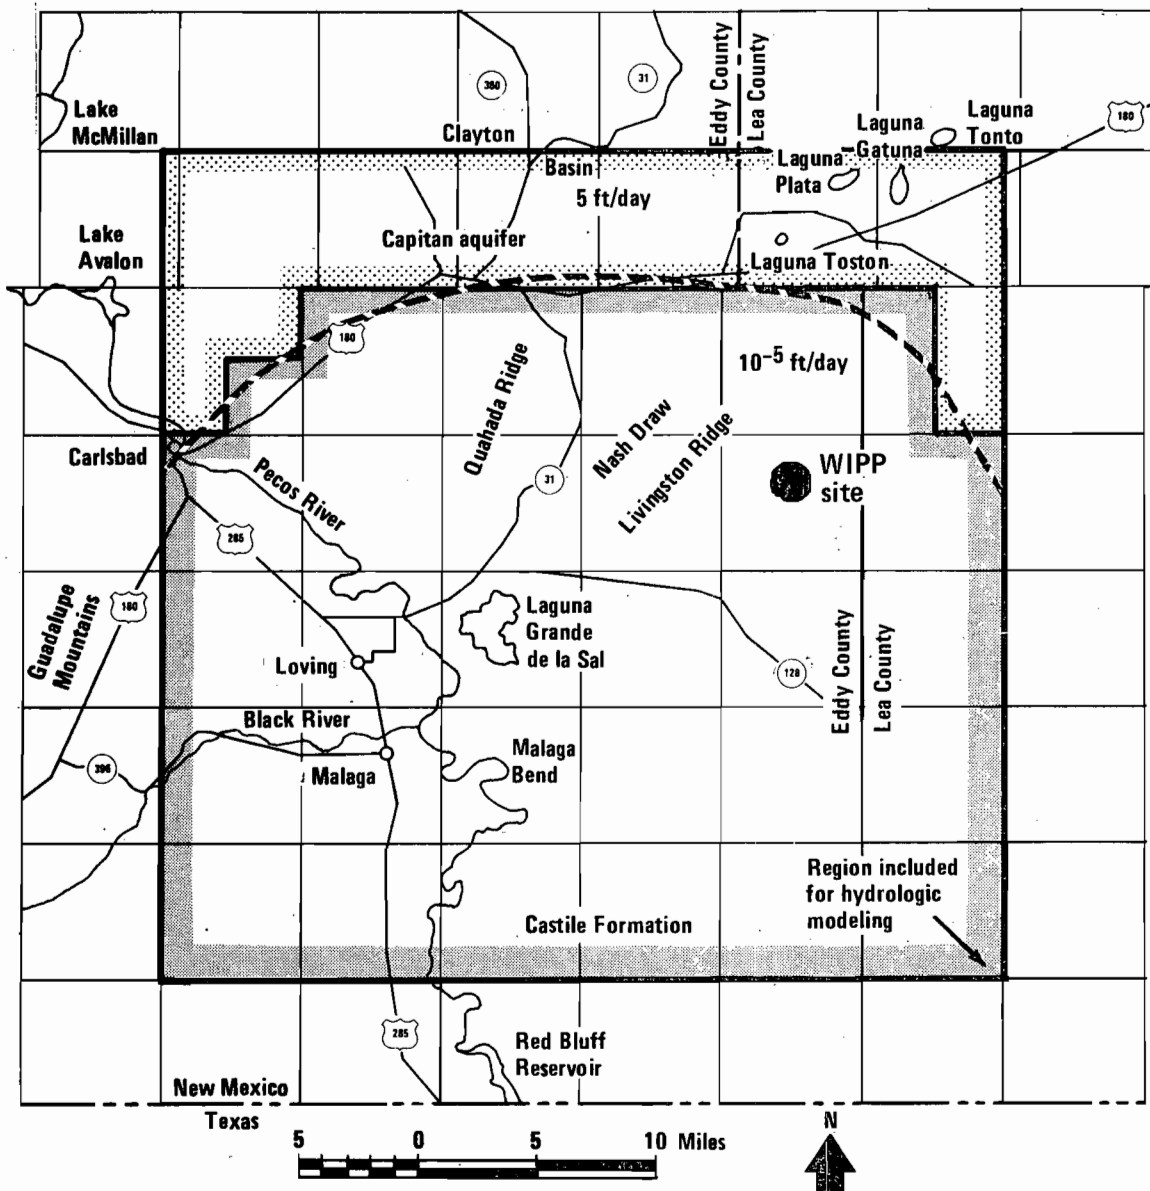 360
31
Eddy County
Lea County
Lake
McMillan
Clayton
Basin
Laguna
Gatuna
Laguna
Tonto
180
Laguna
Plata
5 ft/day
Lake
Avalon
Capitan aquifer
Laguna Toston
180
10⁻⁵ ft/day
Quahada Ridge
Nash Draw
Livingston Ridge
Carlsbad
Pecos River
31
WIPP
site
285
Guadalupe
Mountains
180
Laguna
Grande
de la Sal
Loving
128
Eddy County
Lea County
Black River
Malaga
Malaga
Bend
396
Region included
for hydrologic
modeling
Castile Formation
285
Red Bluff
Reservoir
New Mexico
Texas
5 0 5 10 Miles
N